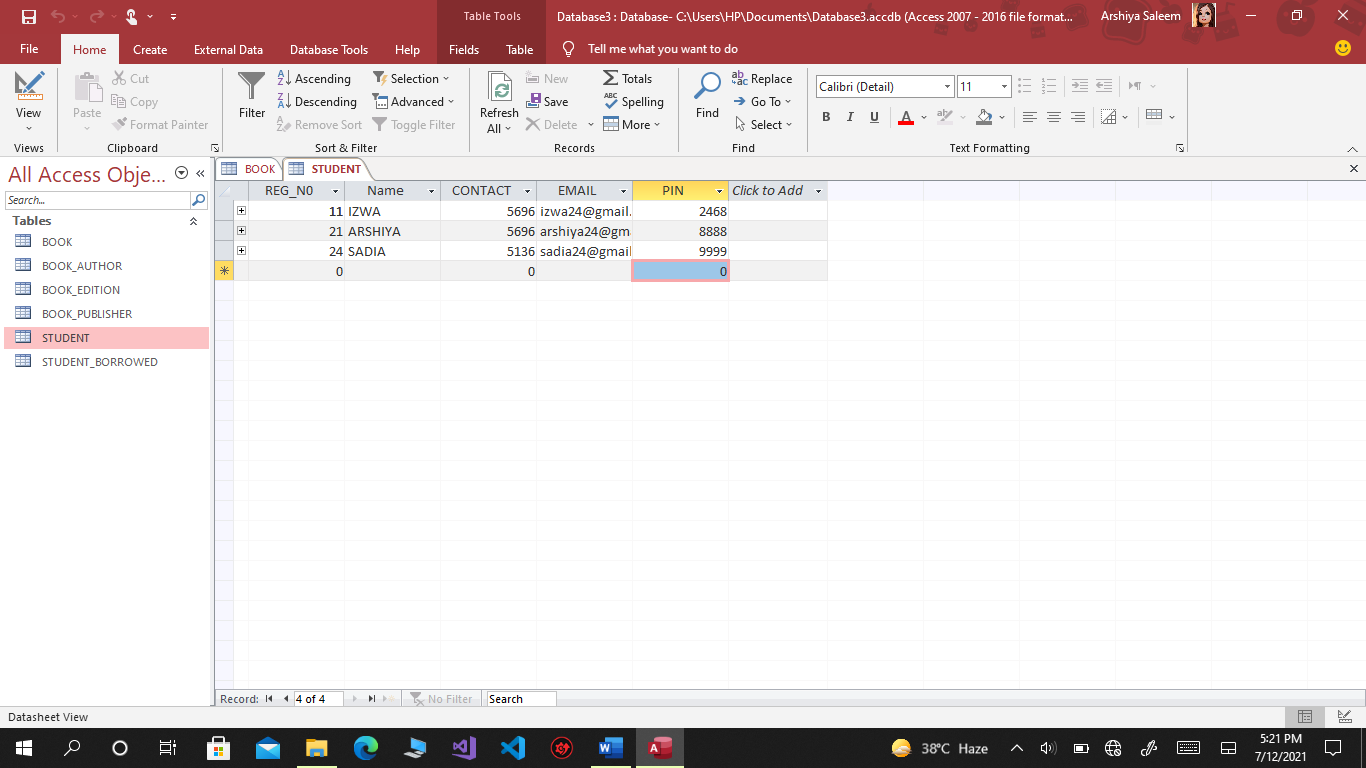 Table Tools
Database3 : Database- C:\Users\HP\Documents\Database3.accdb (Access 2007 - 2016 file format...
Arshiya Saleem
File Home Create External Data Database Tools Help Fields Table Tell me what you want to do
View
Views
Paste
Cut
Copy
Format Painter
Clipboard
Filter
Ascending
Descending
Remove Sort
Selection
Advanced
Toggle Filter
Sort & Filter
Refresh
All
New
Save
Delete
Totals
Spelling
More
Records
Find
Replace
Go To
Select
Find
Calibri (Detail) 11
B I U A
Text Formatting
All Access Obje...
Search...
Tables
BOOK
BOOK_AUTHOR
BOOK_EDITION
BOOK_PUBLISHER
STUDENT
STUDENT_BORROWED
BOOK STUDENT
REG_N0 Name CONTACT EMAIL PIN Click to Add
11 IZWA 5696 izwa24@gmail. 2468
21 ARSHIYA 5696 arshiya24@gm 8888
24 SADIA 5136 sadia24@gmail 9999
0 0 0
Record: 4 of 4 No Filter Search
Datasheet View
38°C Haze
5:21 PM
7/12/2021